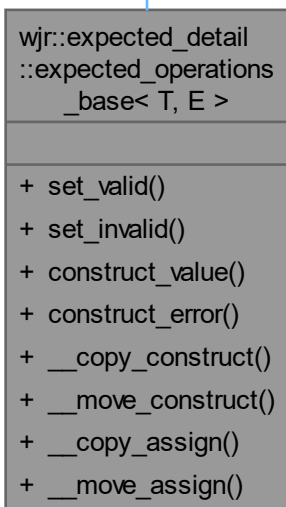 wjr::expected_detail
::expected_operations
_base< T, E >
+ set_valid()
+ set_invalid()
+ construct_value()
+ construct_error()
+ __copy_construct()
+ __move_construct()
+ __copy_assign()
+ __move_assign()